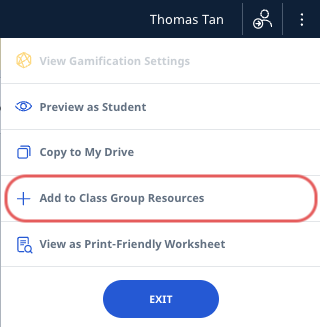 Thomas Tan
View Gamification Settings
Preview as Student
Copy to My Drive
Add to Class Group Resources
View as Print-Friendly Worksheet
EXIT